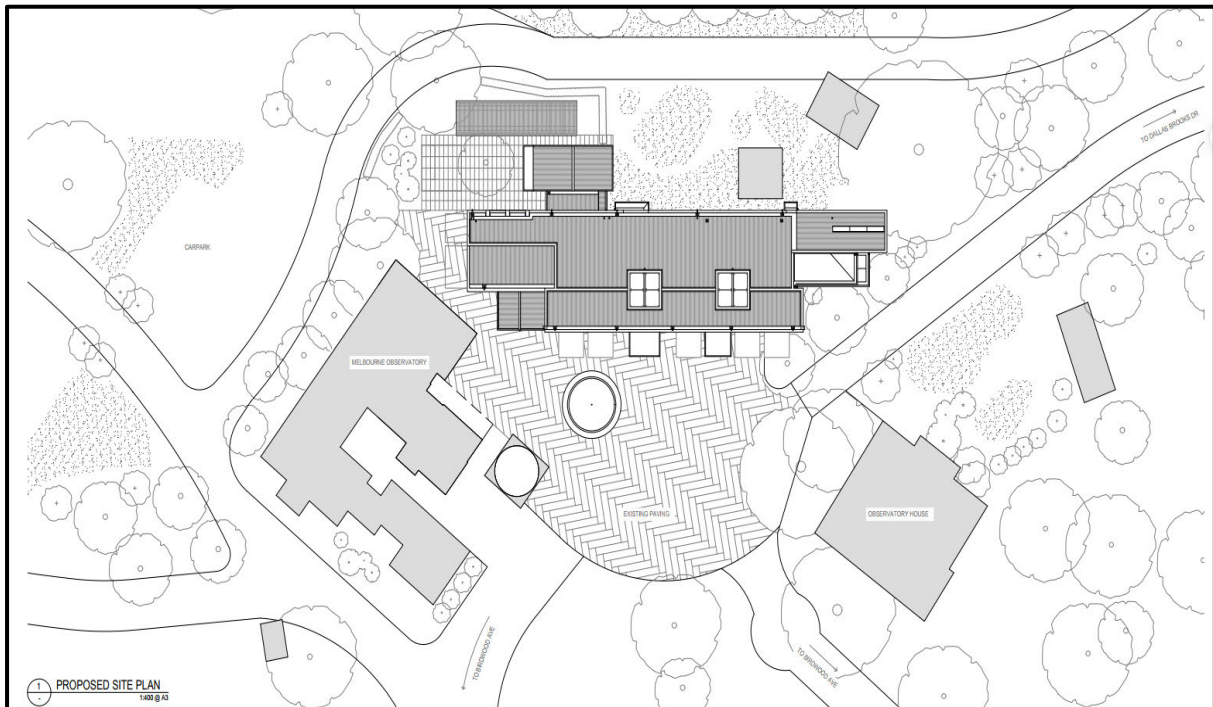 TO DALLAS BROOKS DR
CARPARK
MELBOURNE OBSERVATORY
EXISTING PAVING
OBSERVATORY HOUSE
TO BIRDWOOD AVE
TO BIRDWOOD AVE
1
-
PROPOSED SITE PLAN
1:400 @ A3